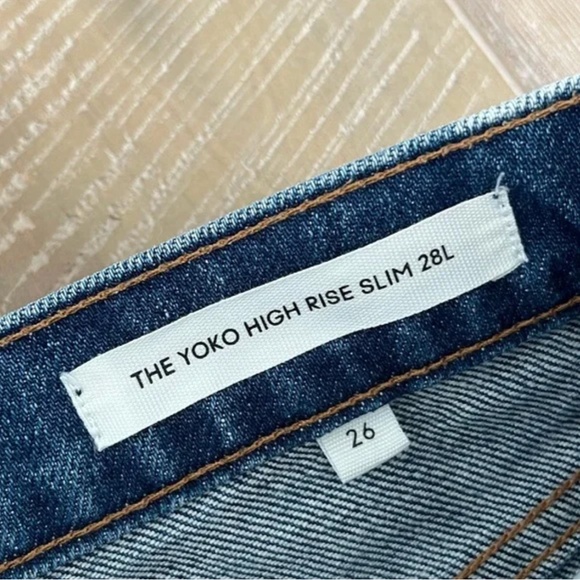 THE YOKO HIGH RISE SLIM 28L
26